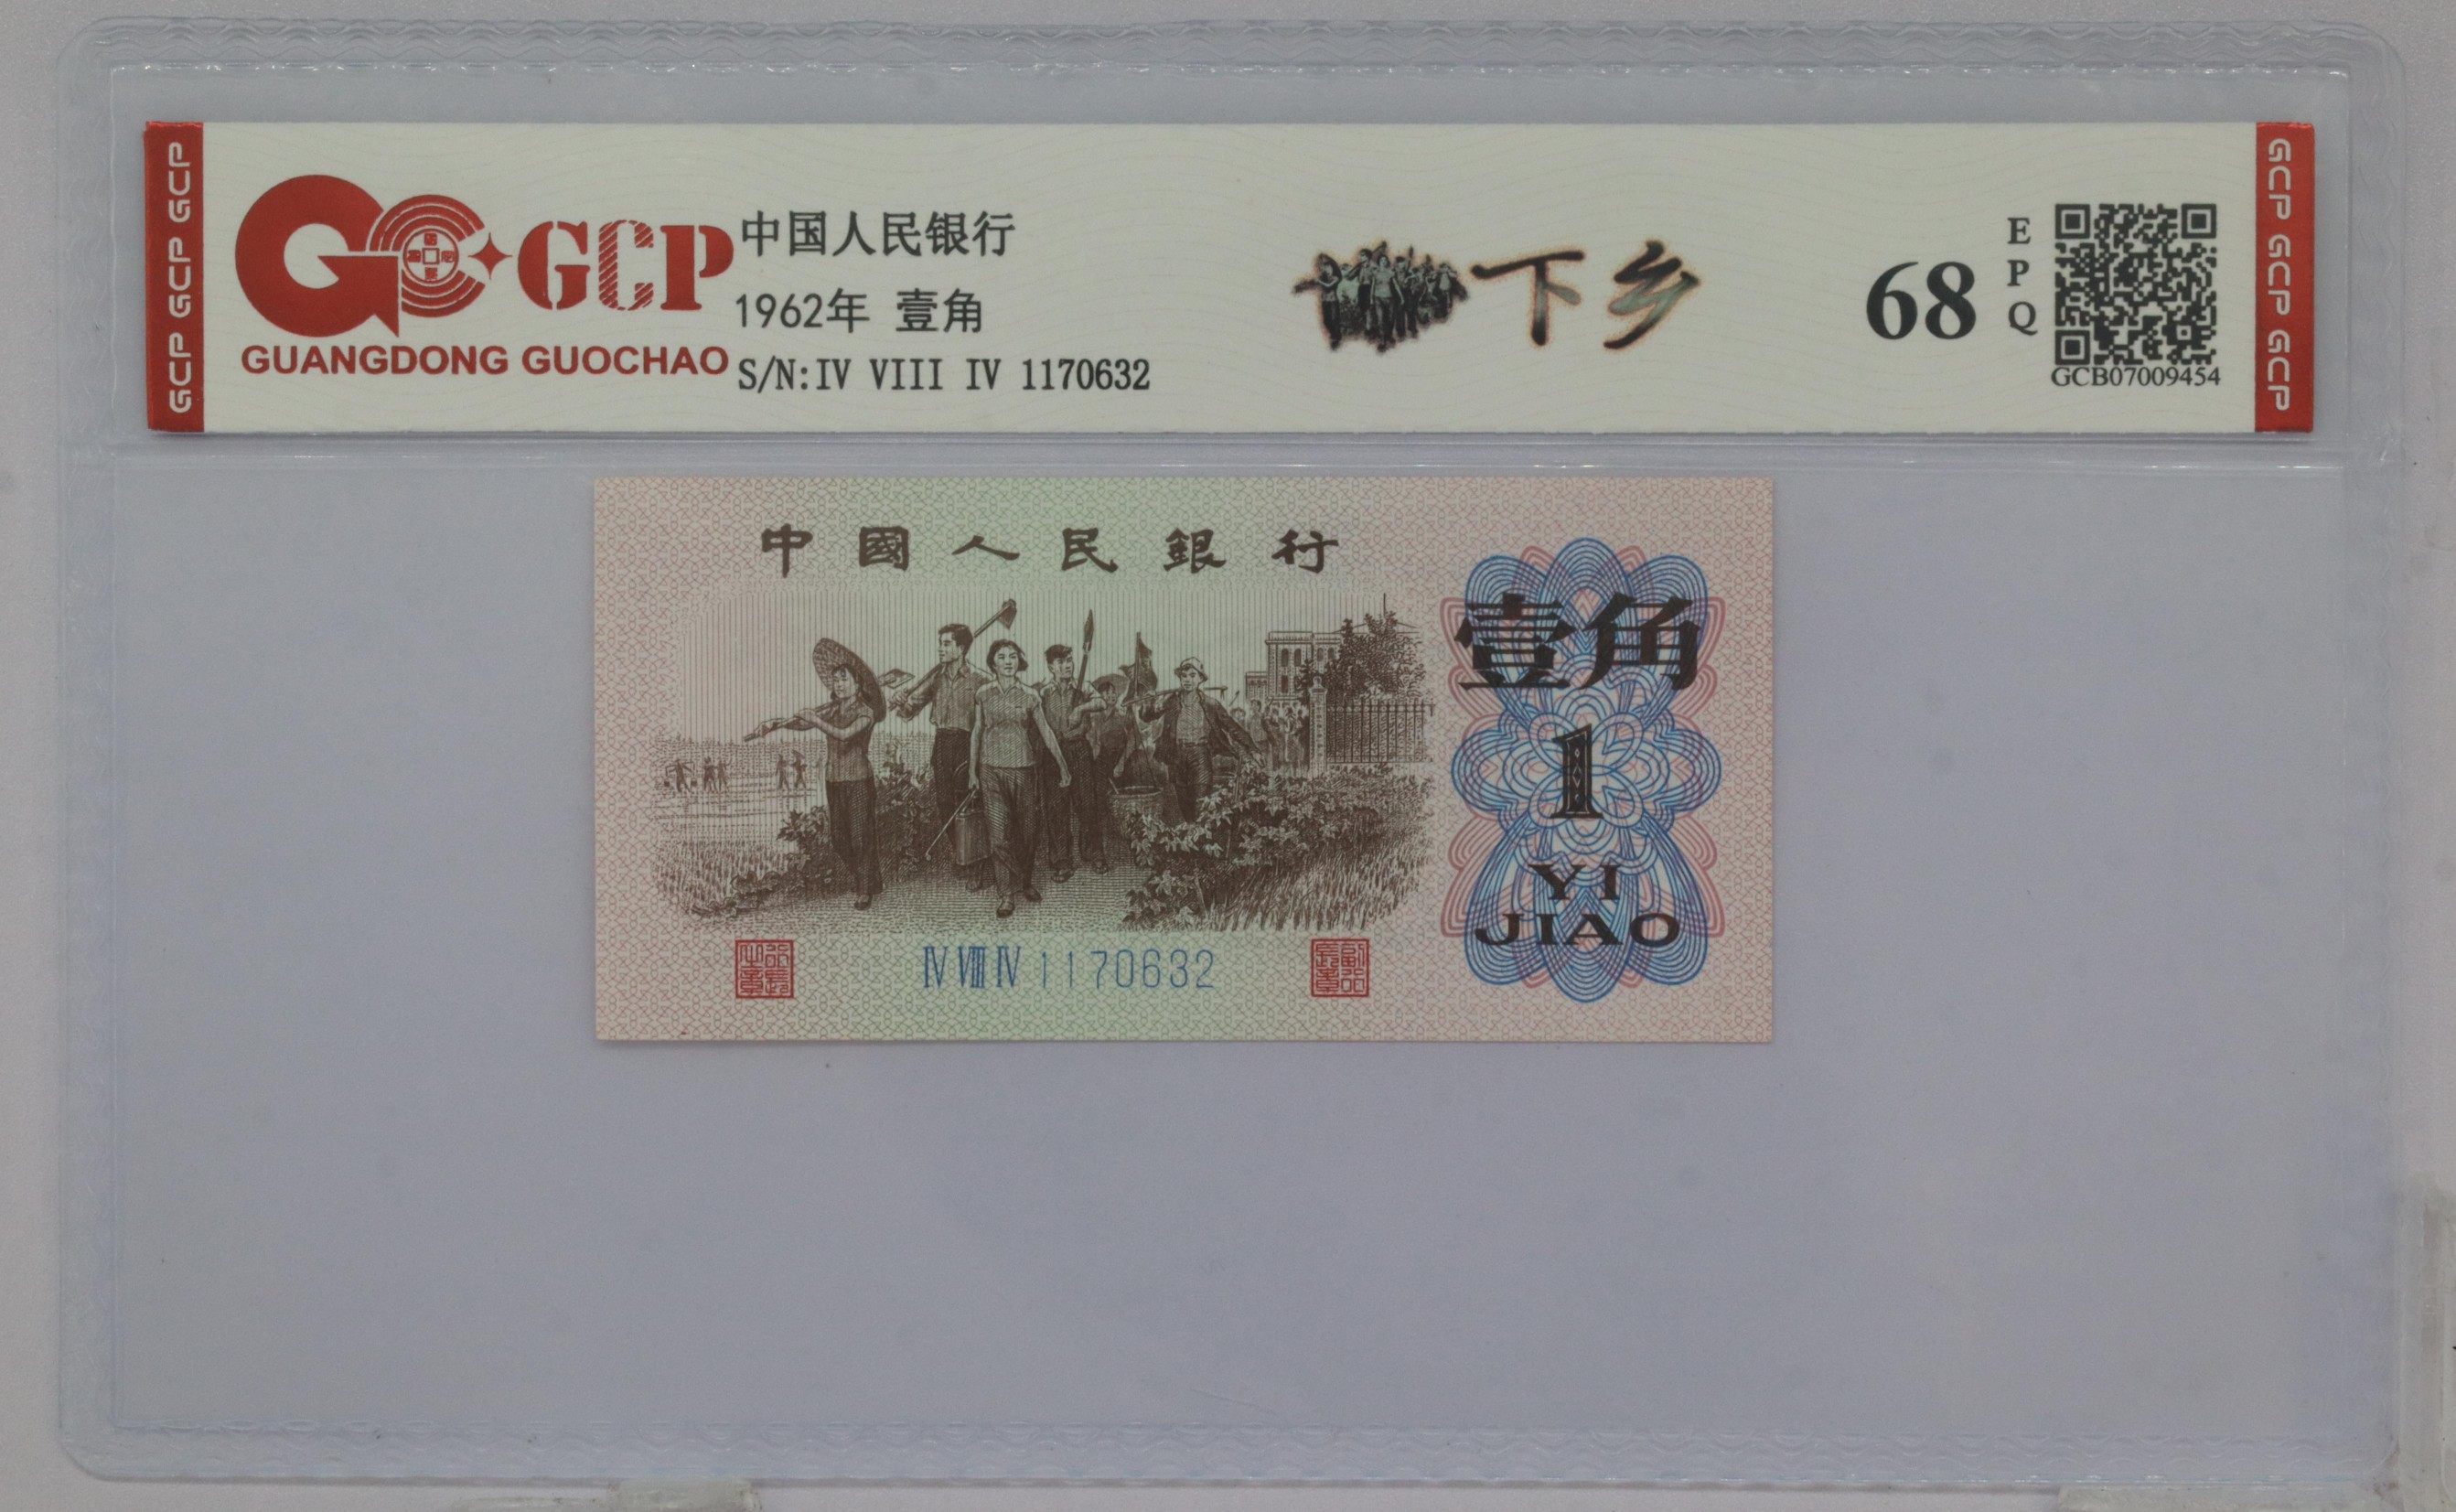 GCP GCP GCP
GCP
GUANGDONG GUOCHAO
中国人民银行
1962年 壹角
S/N:IV VIII IV 1170632
下乡
68
EPQ
GCB07009454
GCP GCP GCP
中國人民銀行
壹角
1
YI
JIAO
IV VIII IV 1170632